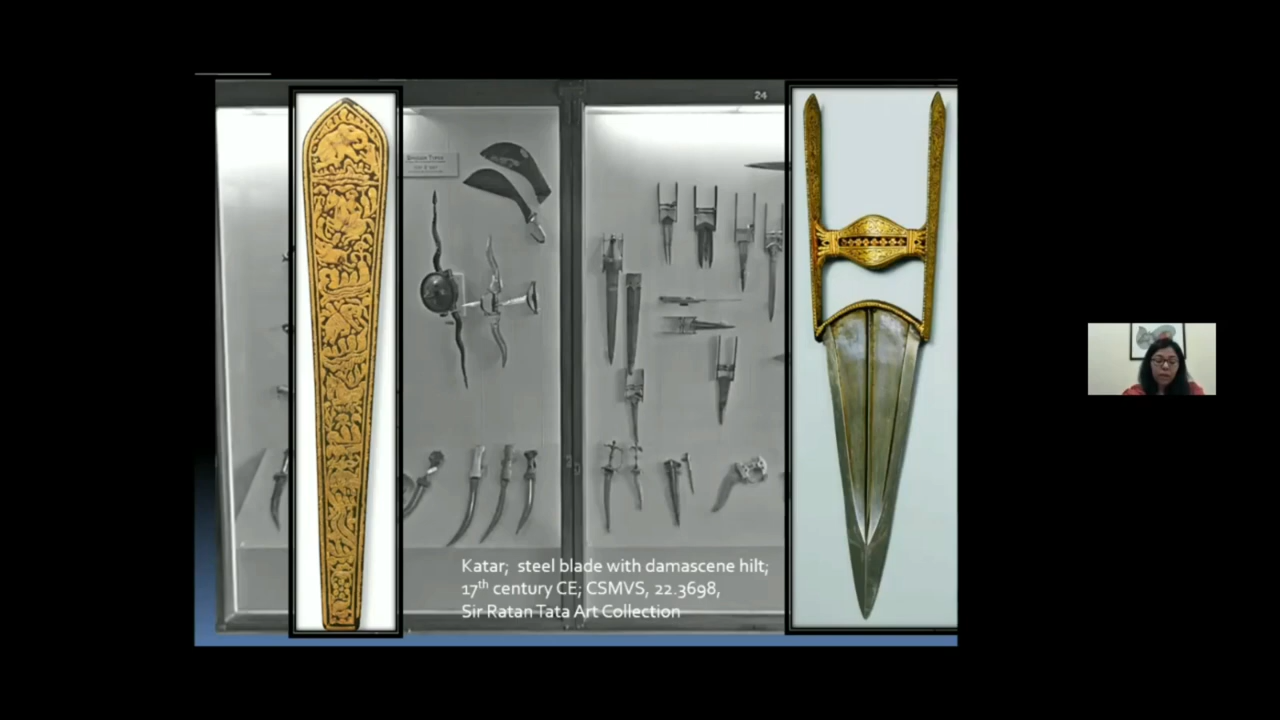 24
Katar; steel blade with damascene hilt;
17th century CE; CSMVS, 22.3698,
Sir Ratan Tata Art Collection